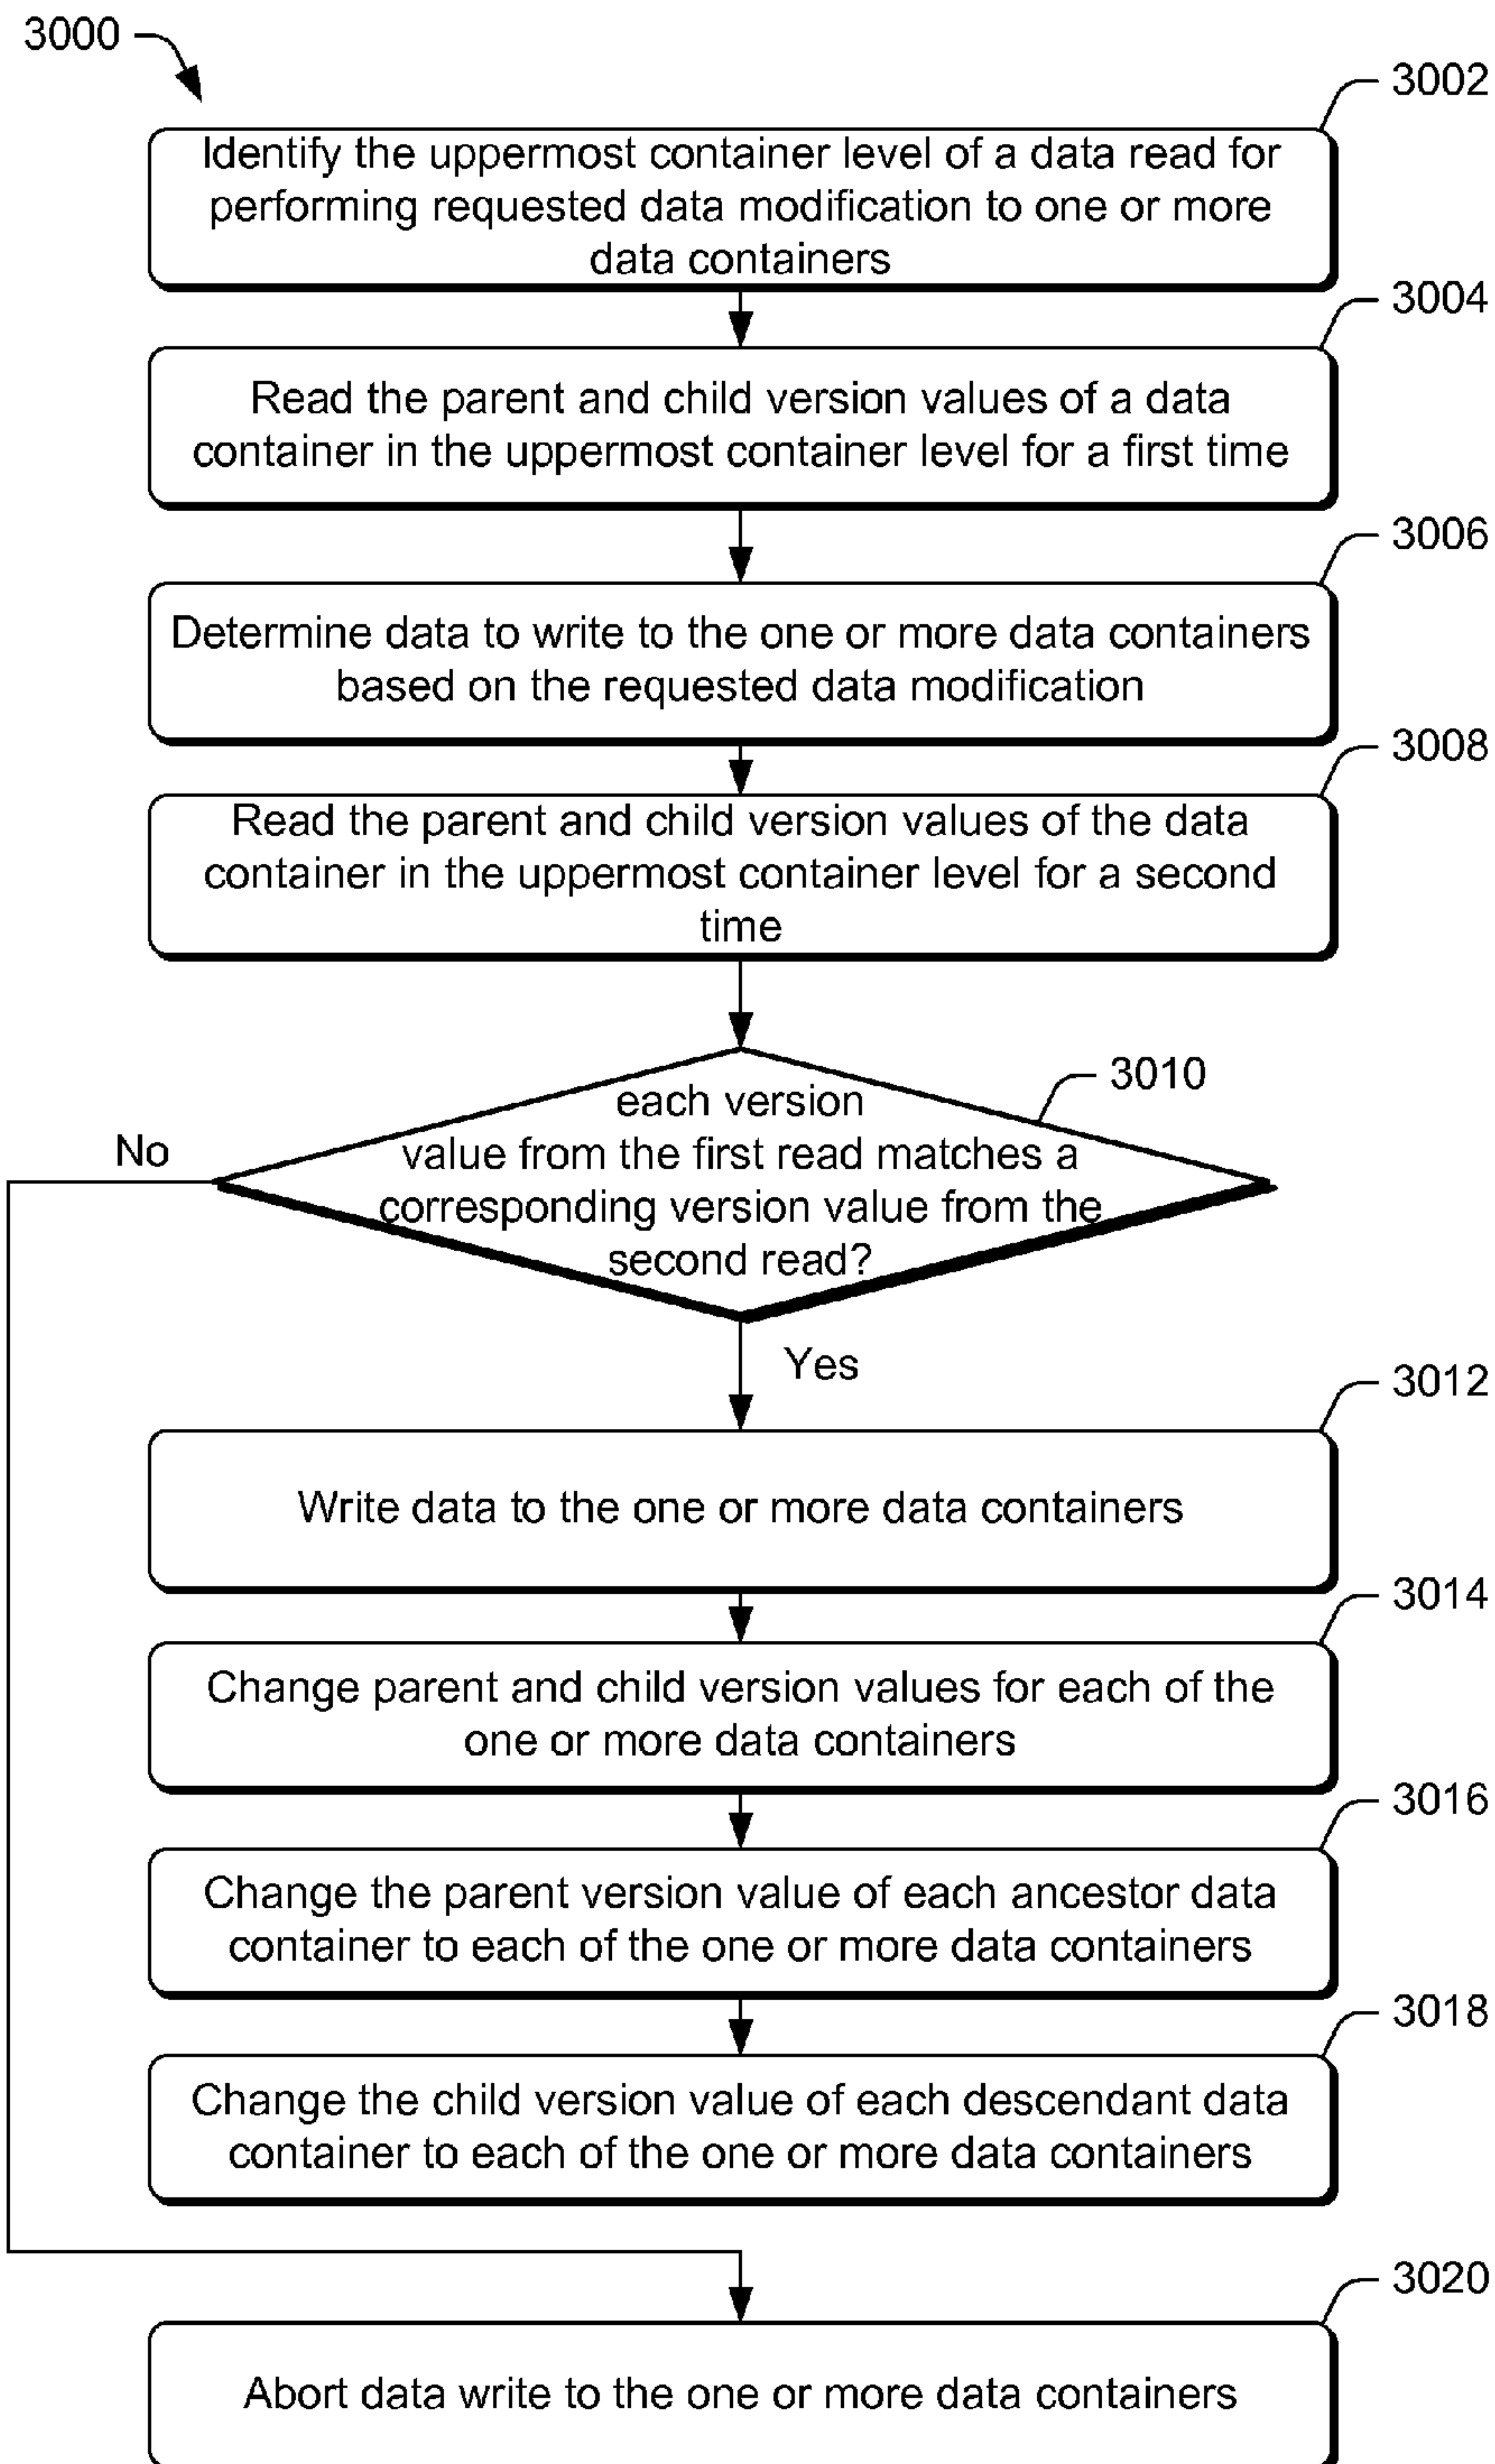 3000
3002
Identify the uppermost container level of a data read for
performing requested data modification to one or more
data containers
3004
Read the parent and child version values of a data
container in the uppermost container level for a first time
3006
Determine data to write to the one or more data containers
based on the requested data modification
3008
Read the parent and child version values of the data
container in the uppermost container level for a second
time
3010
each version
value from the first read matches a
corresponding version value from the
second read?
No
Yes
3012
Write data to the one or more data containers
3014
Change parent and child version values for each of the
one or more data containers
3016
Change the parent version value of each ancestor data
container to each of the one or more data containers
3018
Change the child version value of each descendant data
container to each of the one or more data containers
3020
Abort data write to the one or more data containers